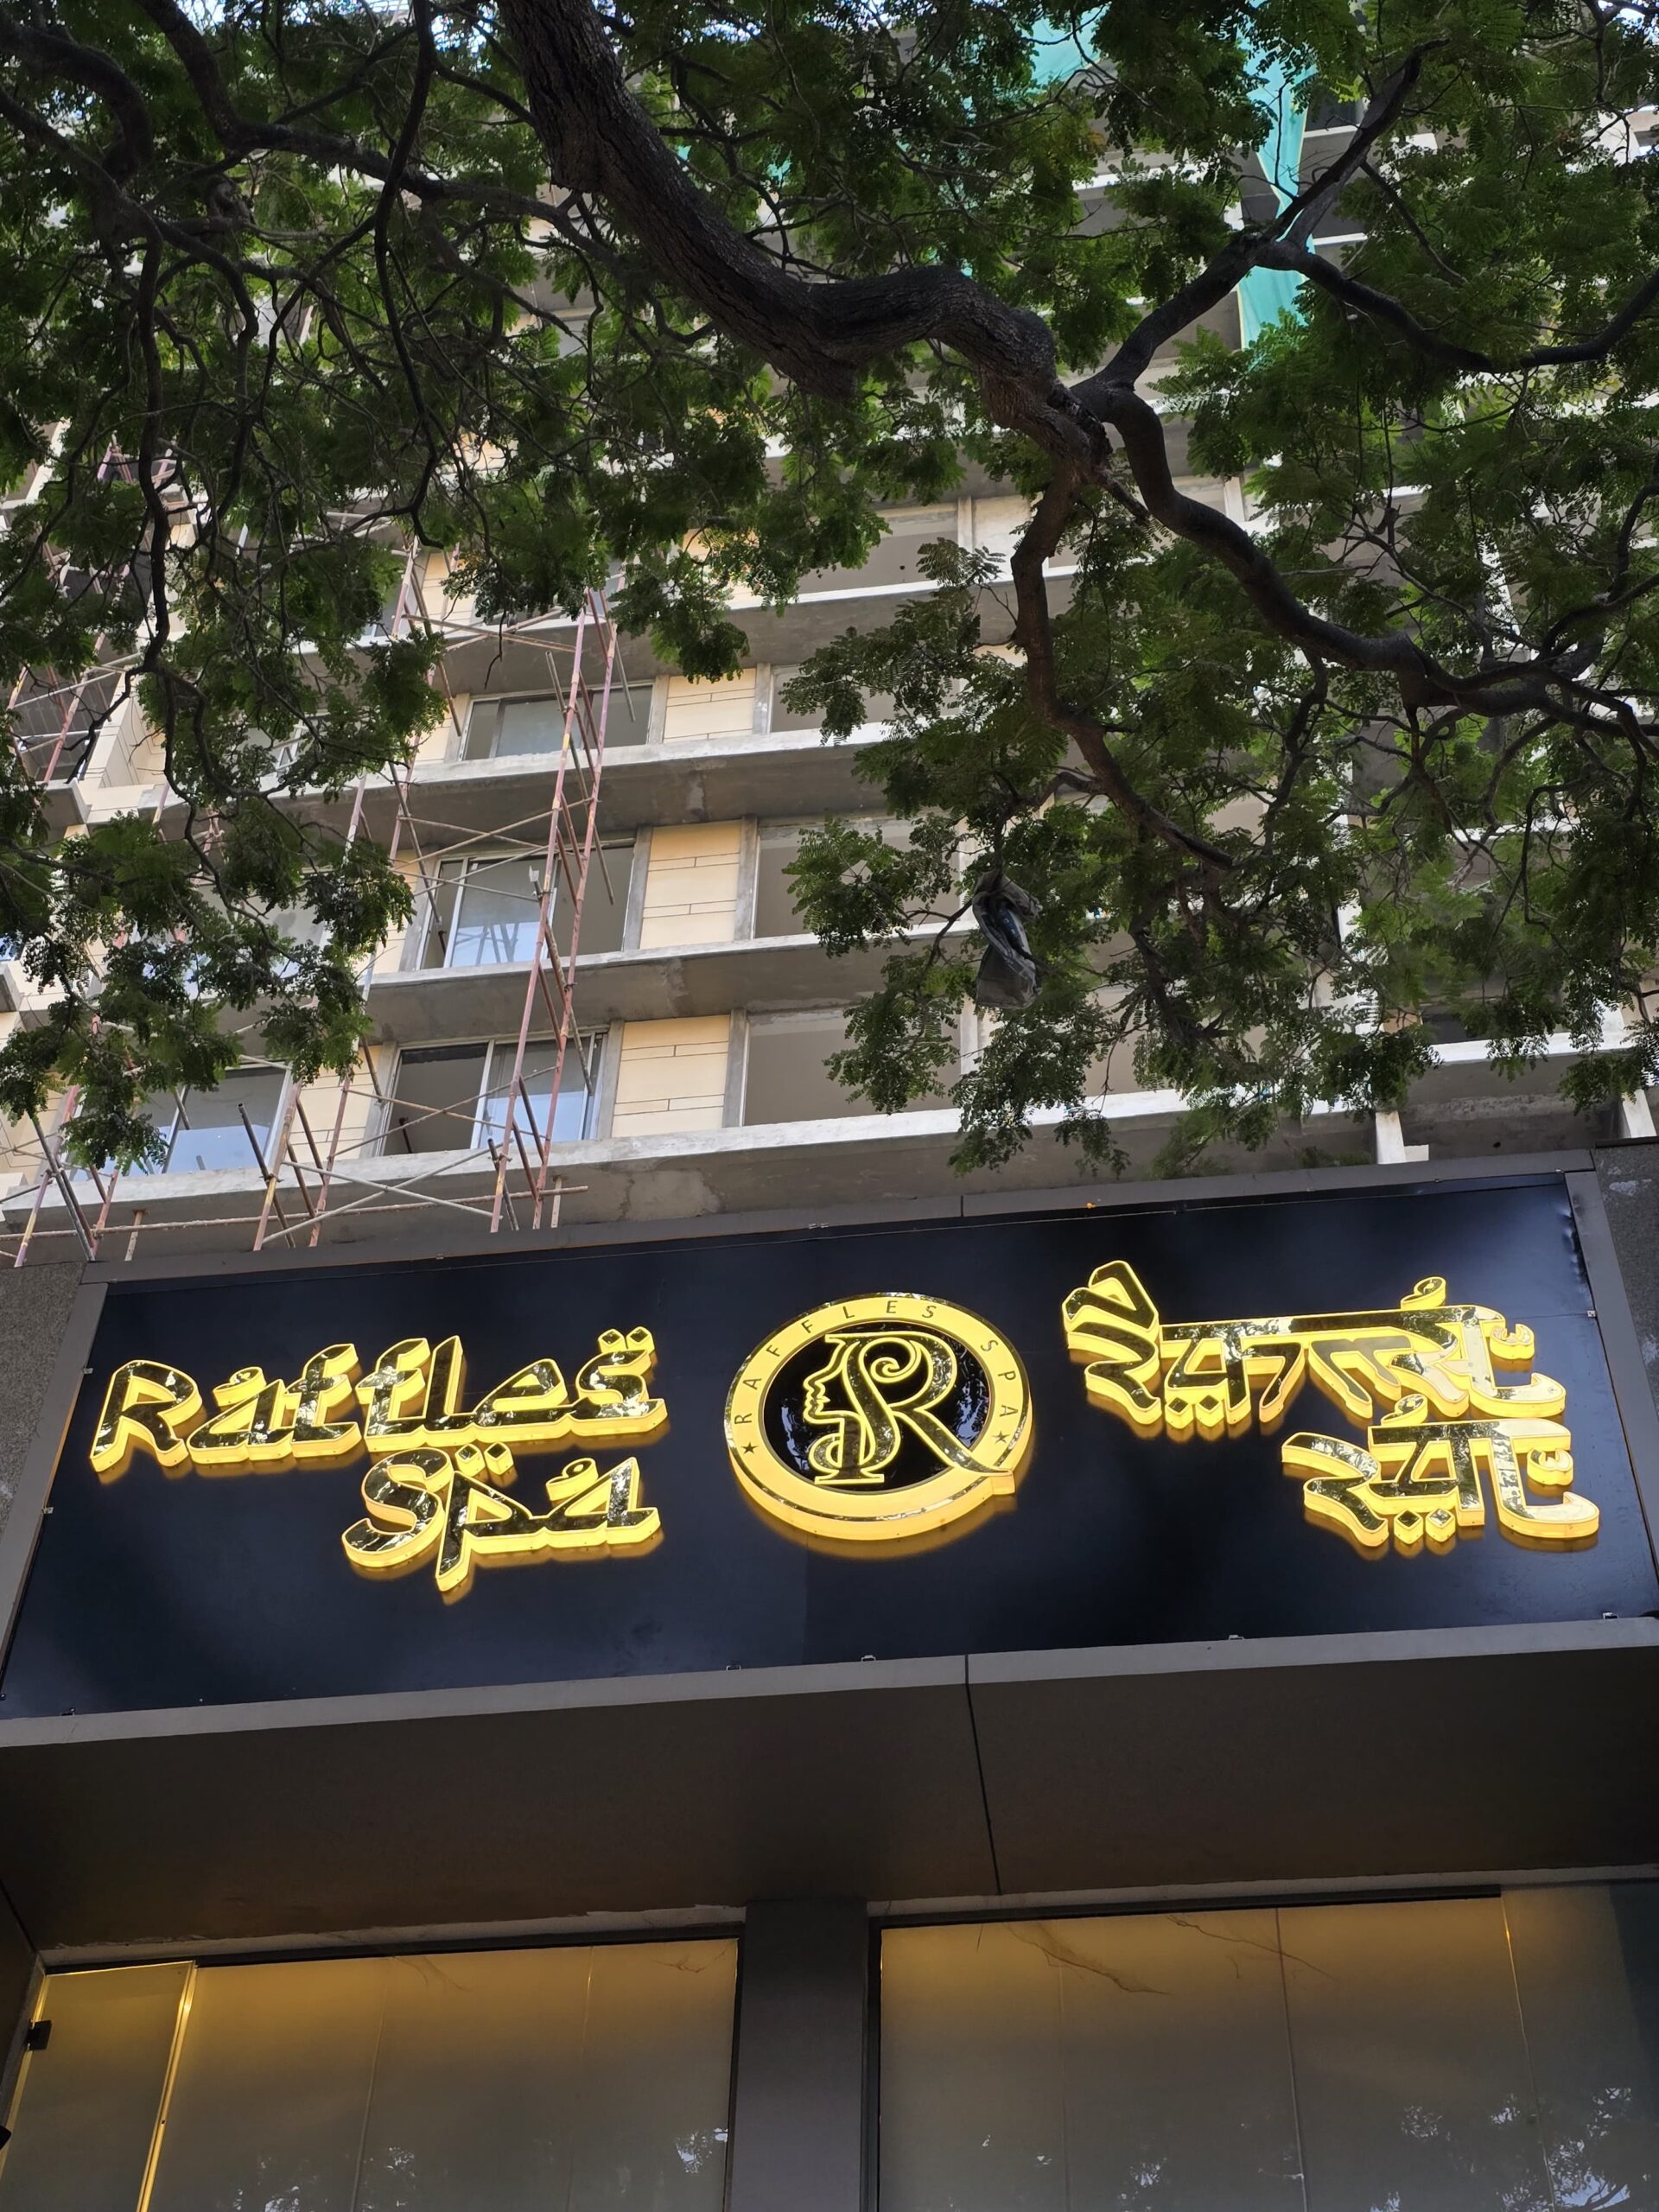 Raffles
Spa
★ RAFFLES SPA ★
R
रॅफल्स
स्पा